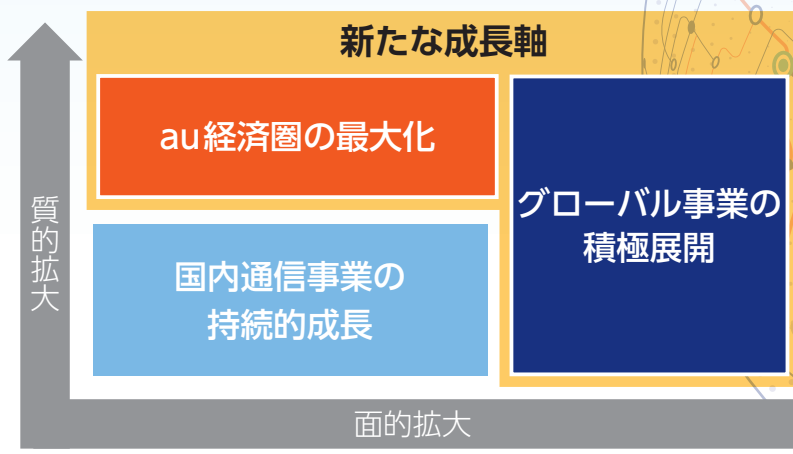 新たな成長軸
au経済圏の最大化
グローバル事業の
積極展開
国内通信事業の
持続的成長
質的拡大
面的拡大